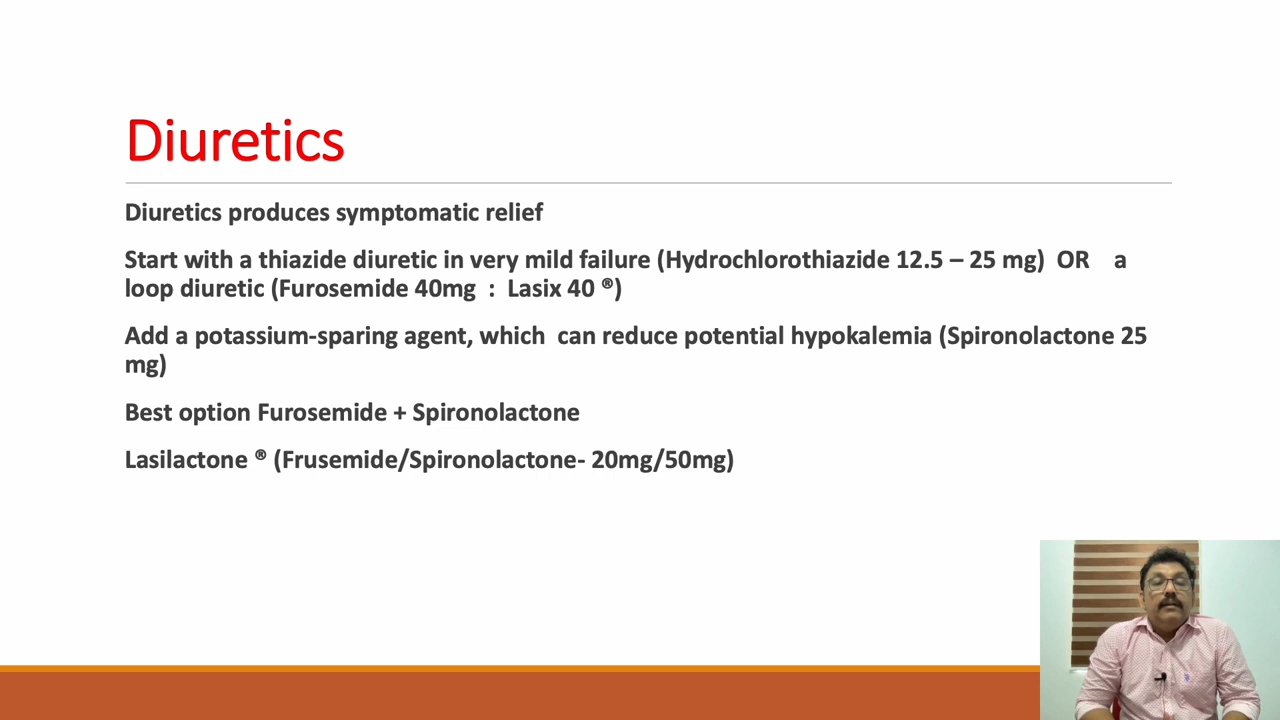 Diuretics
Diuretics produces symptomatic relief
Start with a thiazide diuretic in very mild failure (Hydrochlorothiazide 12.5 – 25 mg) OR a
loop diuretic (Furosemide 40mg : Lasix 40 ®)
Add a potassium-sparing agent, which can reduce potential hypokalemia (Spironolactone 25
mg)
Best option Furosemide + Spironolactone
Lasilactone ® (Frusemide/Spironolactone- 20mg/50mg)